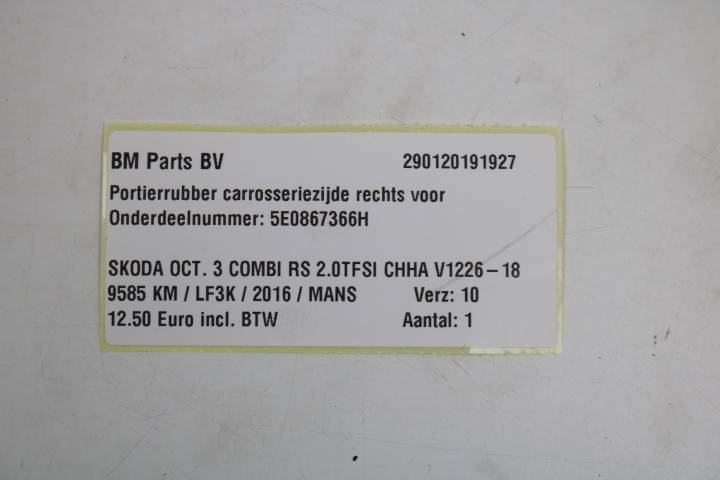 BM Parts BV 290120191927
Portierrubber carrosseriezijde rechts voor
Onderdeelnummer: 5E0867366H
SKODA OCT. 3 COMBI RS 2.0TFSI CHHA V1226-18
9585 KM / LF3K / 2016 / MANS Verz: 10
12.50 Euro incl. BTW Aantal: 1